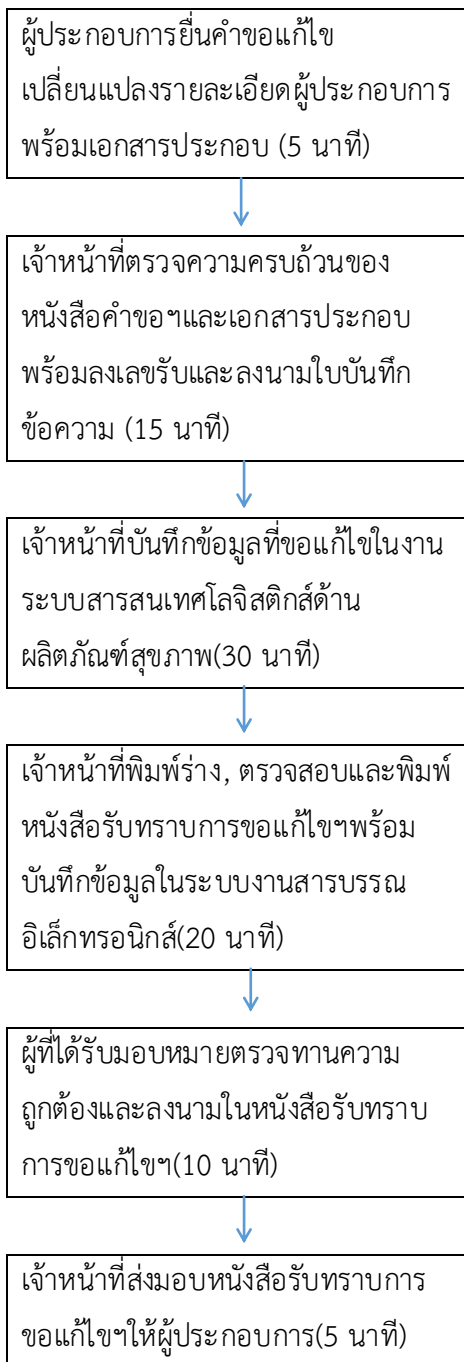 ผู้ประกอบการยื่นคำขอแก้ไข
เปลี่ยนแปลงรายละเอียดผู้ประกอบการ
พร้อมเอกสารประกอบ (5 นาที)
เจ้าหน้าที่ตรวจความครบถ้วนของ
หนังสือคำขอฯและเอกสารประกอบ
พร้อมลงเลขรับและลงนามใบบันทึก
ข้อความ (15 นาที)
เจ้าหน้าที่บันทึกข้อมูลที่ขอแก้ไขในงาน
ระบบสารสนเทศโลจิสติกส์ด้าน
ผลิตภัณฑ์สุขภาพ(30 นาที)
เจ้าหน้าที่พิมพ์ร่าง, ตรวจสอบและพิมพ์
หนังสือรับทราบการขอแก้ไขฯพร้อม
บันทึกข้อมูลในระบบงานสารบรรณ
อิเล็กทรอนิกส์(20 นาที)
ผู้ที่ได้รับมอบหมายตรวจทานความ
ถูกต้องและลงนามในหนังสือรับทราบ
การขอแก้ไขฯ(10 นาที)
เจ้าหน้าที่ส่งมอบหนังสือรับทราบการ
ขอแก้ไขฯให้ผู้ประกอบการ(5 นาที)